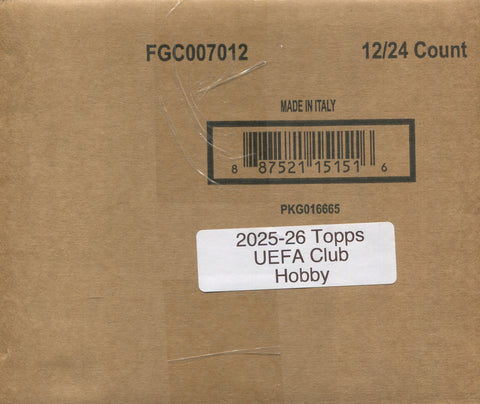 FGC007012 12/24 Count
MADE IN ITALY
8 87521 15151 6
PKG016665
2025-26 Topps
UEFA Club
Hobby